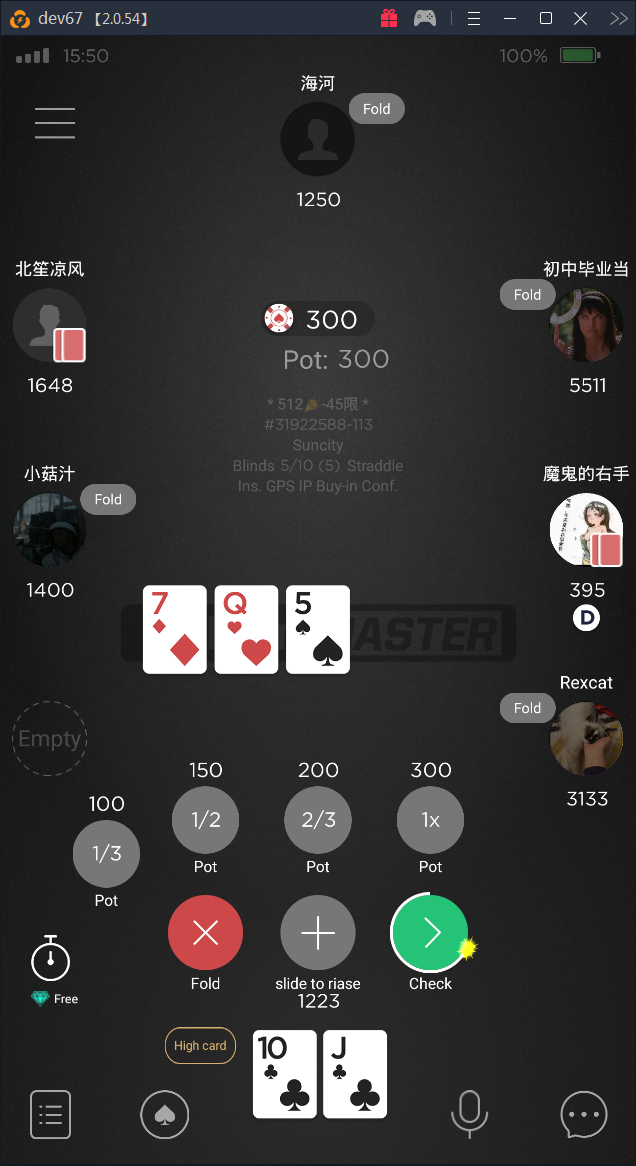 dev67 【2.0.54】
15:50
100%
海河
Fold
1250
北笙凉风
1648
初中毕业当
Fold
5511
300
Pot: 300
* 512 -45限 *
#31922588-113
Suncity
Blinds 5/10 (5) Straddle
Ins. GPS IP Buy-in Conf.
小菇汁
Fold
1400
魔鬼的右手
395
D
7
Q
5
MASTER
Rexcat
Fold
3133
Empty
100
1/3
Pot
150
1/2
Pot
200
2/3
Pot
300
1x
Pot
Free
Fold
slide to riase
1223
Check
High card
10
J